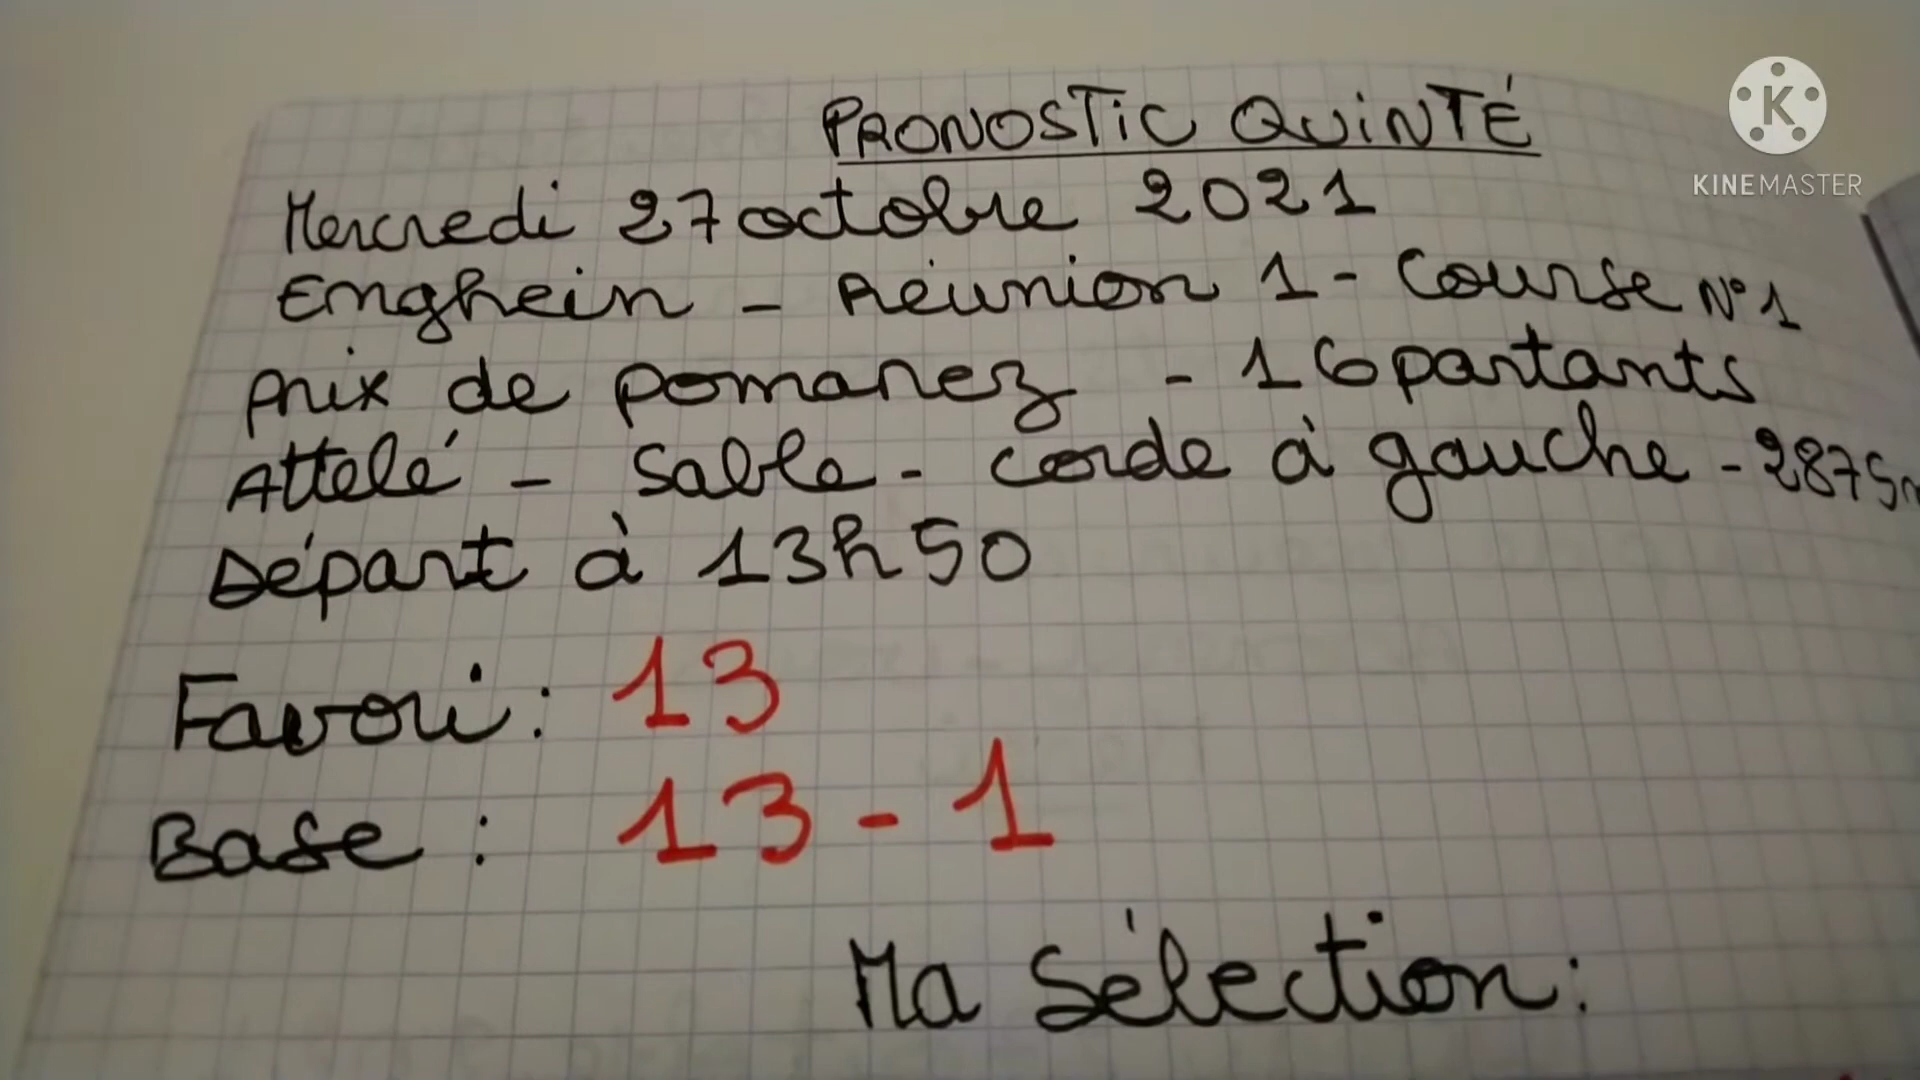 PRONOSTIC QUINTÉ
Mercredi 27 octobre 2021
Enghein - Réunion 1 - Course N°1
prix de pomarez - 16 partants
Attelé - Sable - corde à gauche - 2875m
Départ à 13h50
Favori : 13
Base : 13 - 1
Ma Sélection :
K
KINEMASTER